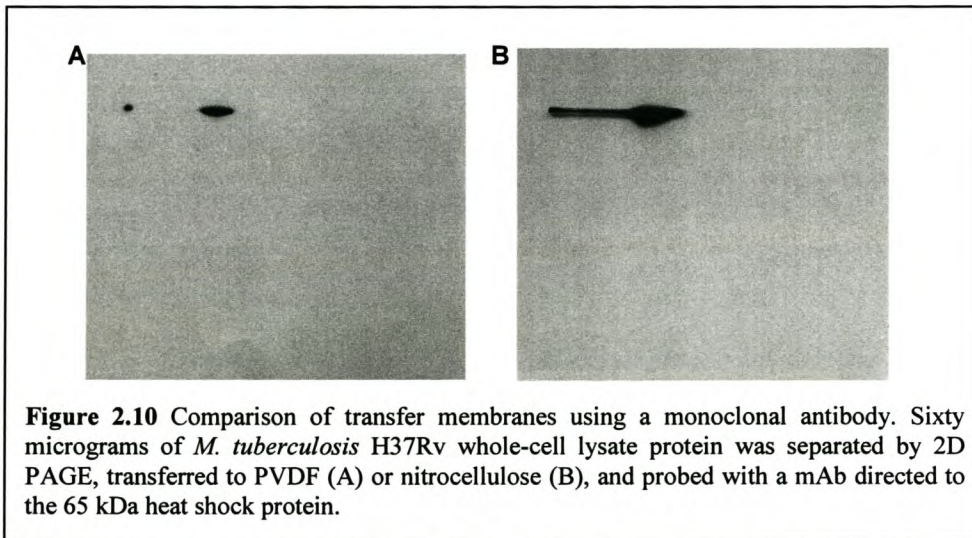 A
B
Figure 2.10 Comparison of transfer membranes using a monoclonal antibody. Sixty
micrograms of M. tuberculosis H37Rv whole-cell lysate protein was separated by 2D
PAGE, transferred to PVDF (A) or nitrocellulose (B), and probed with a mAb directed to
the 65 kDa heat shock protein.